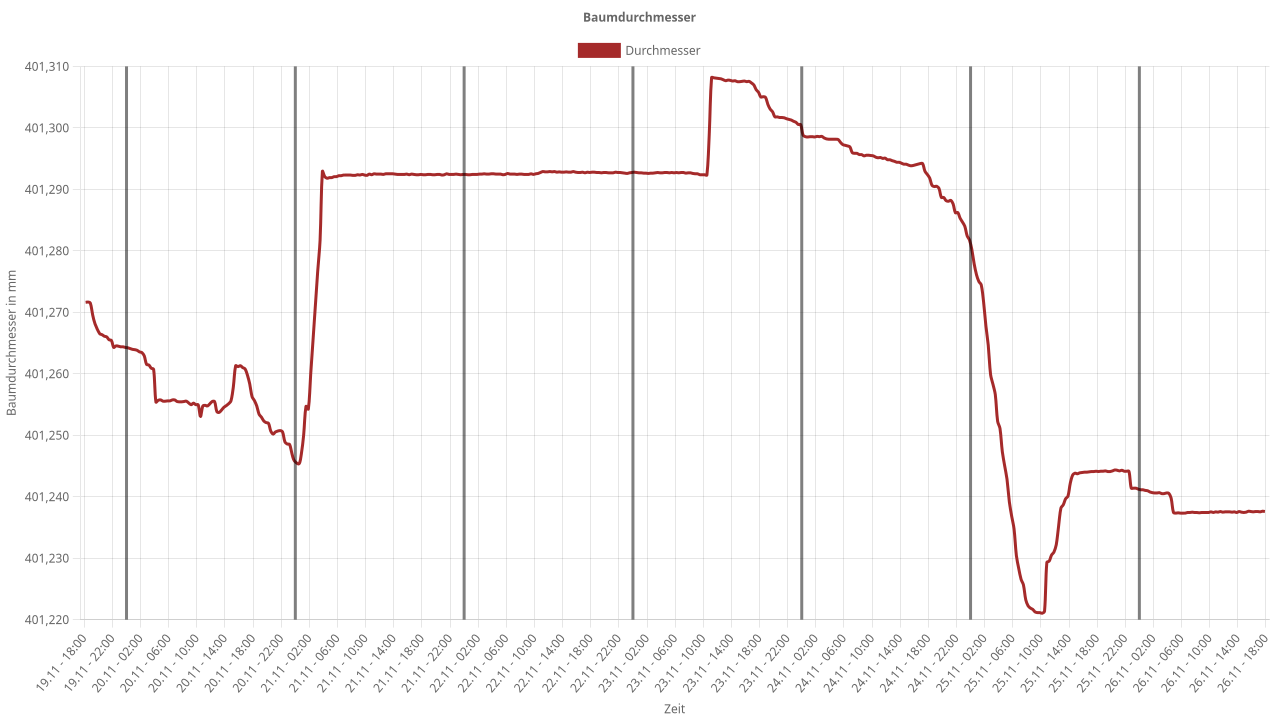 Baumdurchmesser
Durchmesser
Baumdurchmesser in mm
401,310
401,300
401,290
401,280
401,270
401,260
401,250
401,240
401,230
401,220
19.11 - 18:00
19.11 - 22:00
20.11 - 02:00
20.11 - 06:00
20.11 - 10:00
20.11 - 14:00
20.11 - 18:00
20.11 - 22:00
21.11 - 02:00
21.11 - 06:00
21.11 - 10:00
21.11 - 14:00
21.11 - 18:00
21.11 - 22:00
22.11 - 02:00
22.11 - 06:00
22.11 - 10:00
22.11 - 14:00
22.11 - 18:00
22.11 - 22:00
23.11 - 02:00
23.11 - 06:00
23.11 - 10:00
23.11 - 14:00
23.11 - 18:00
23.11 - 22:00
24.11 - 02:00
24.11 - 06:00
24.11 - 10:00
24.11 - 14:00
24.11 - 18:00
24.11 - 22:00
25.11 - 02:00
25.11 - 06:00
25.11 - 10:00
25.11 - 14:00
25.11 - 18:00
25.11 - 22:00
26.11 - 02:00
26.11 - 06:00
26.11 - 10:00
26.11 - 14:00
26.11 - 18:00
Zeit